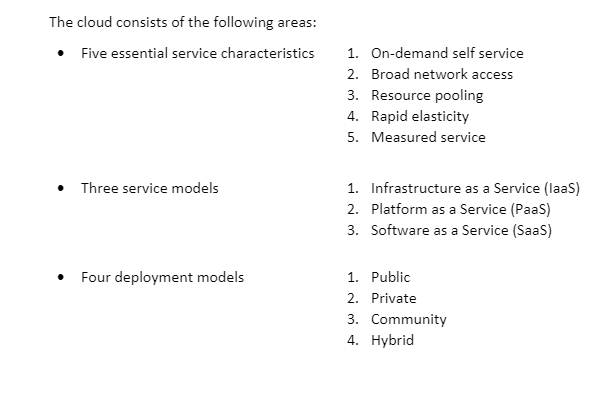 The cloud consists of the following areas:
• Five essential service characteristics
1. On-demand self service
2. Broad network access
3. Resource pooling
4. Rapid elasticity
5. Measured service
• Three service models
1. Infrastructure as a Service (IaaS)
2. Platform as a Service (PaaS)
3. Software as a Service (SaaS)
• Four deployment models
1. Public
2. Private
3. Community
4. Hybrid